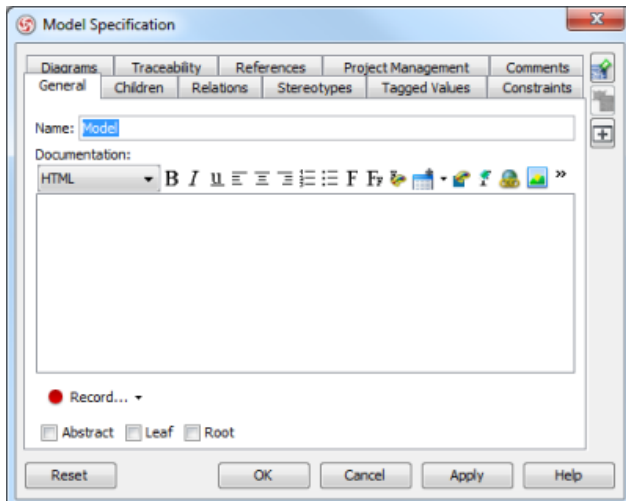 Model Specification
Diagrams Traceability References Project Management Comments
General Children Relations Stereotypes Tagged Values Constraints
Name: Model
Documentation:
HTML B I U F »
Record...
Abstract Leaf Root
Reset OK Cancel Apply Help